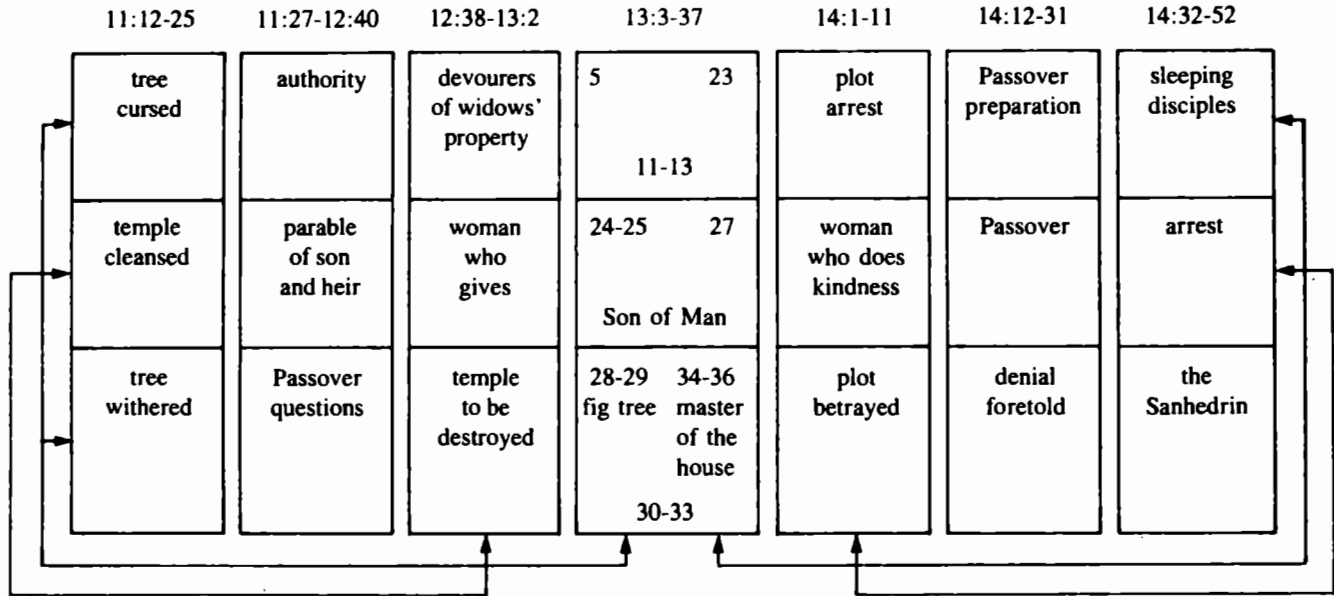 11:12-25 11:27-12:40 12:38-13:2 13:3-37 14:1-11 14:12-31 14:32-52
tree
cursed
authority
devourers
of widows'
property
5 23
11-13
plot
arrest
Passover
preparation
sleeping
disciples
temple
cleansed
parable
of son
and heir
woman
who
gives
24-25 27
Son of Man
woman
who does
kindness
Passover
arrest
tree
withered
Passover
questions
temple
to be
destroyed
28-29
fig tree
34-36
master
of the
house
30-33
plot
betrayed
denial
foretold
the
Sanhedrin